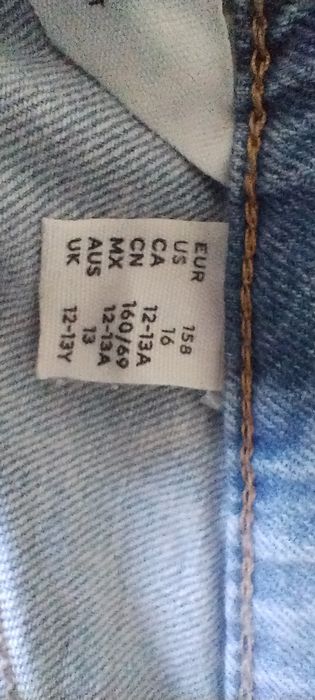 EUR 158
US 16
CA 12-13A
CN 160/69
MX 12-13A
AUS 13
UK 12-13Y